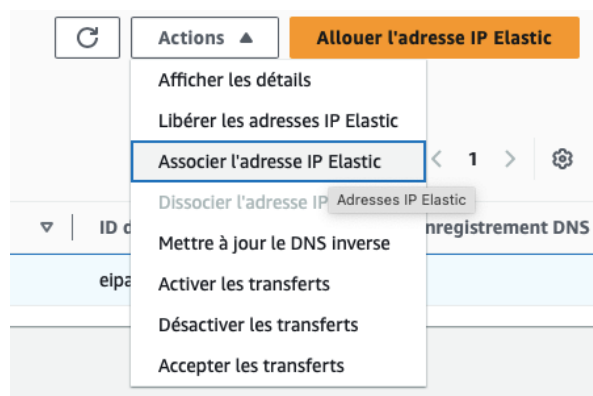 Actions ▲ Allouer l'adresse IP Elastic
Afficher les détails
Libérer les adresses IP Elastic
Associer l'adresse IP Elastic < 1 >
Dissocier l'adresse IP Adresses IP Elastic
ID nregistrement DNS
Mettre à jour le DNS inverse
eipa Activer les transferts
Désactiver les transferts
Accepter les transferts